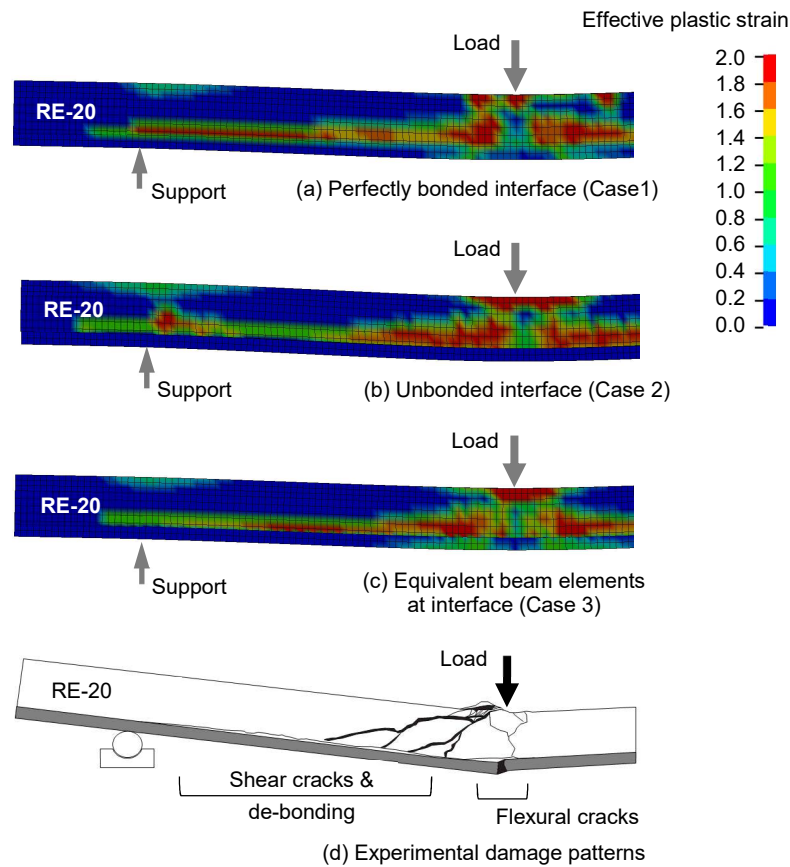 Effective plastic strain
Load
2.0
1.8
1.6
1.4
1.2
1.0
0.8
0.6
0.4
0.2
0.0
RE-20
Support
(a) Perfectly bonded interface (Case1)
Load
RE-20
Support
(b) Unbonded interface (Case 2)
Load
RE-20
Support
(c) Equivalent beam elements
at interface (Case 3)
Load
RE-20
Shear cracks &
de-bonding
Flexural cracks
(d) Experimental damage patterns